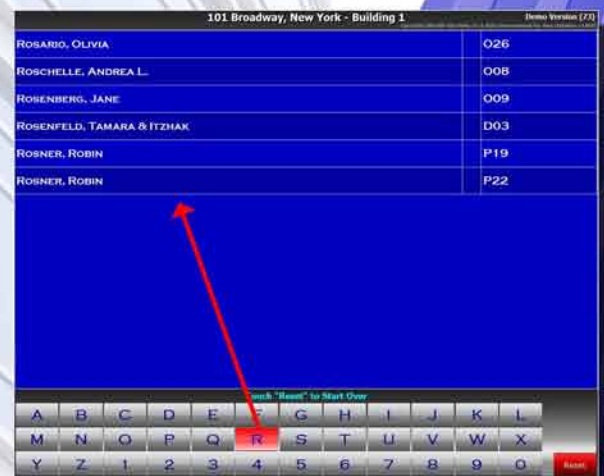 101 Broadway, New York - Building 1 Demo Version (73)
ROSARIO, OLIVIA O26
ROSCHELLE, ANDREA L. O08
ROSENBERG, JANE O09
ROSENFELD, TAMARA & ITZHAK D03
ROSNER, ROBIN P19
ROSNER, ROBIN P22
Touch "Reset" to Start Over
A B C D E F G H I J K L
M N O P Q R S T U V W X
Y Z 1 2 3 4 5 6 7 8 9 0 Reset